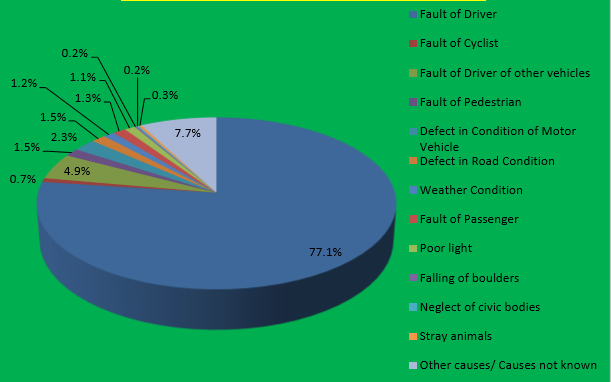 0.2%
0.2%
1.1%
0.3%
1.2%
1.3%
1.5%
7.7%
2.3%
1.5%
4.9%
0.7%
77.1%
Fault of Driver
Fault of Cyclist
Fault of Driver of other vehicles
Fault of Pedestrian
Defect in Condition of Motor
Vehicle
Defect in Road Condition
Weather Condition
Fault of Passenger
Poor light
Falling of boulders
Neglect of civic bodies
Stray animals
Other causes/ Causes not known